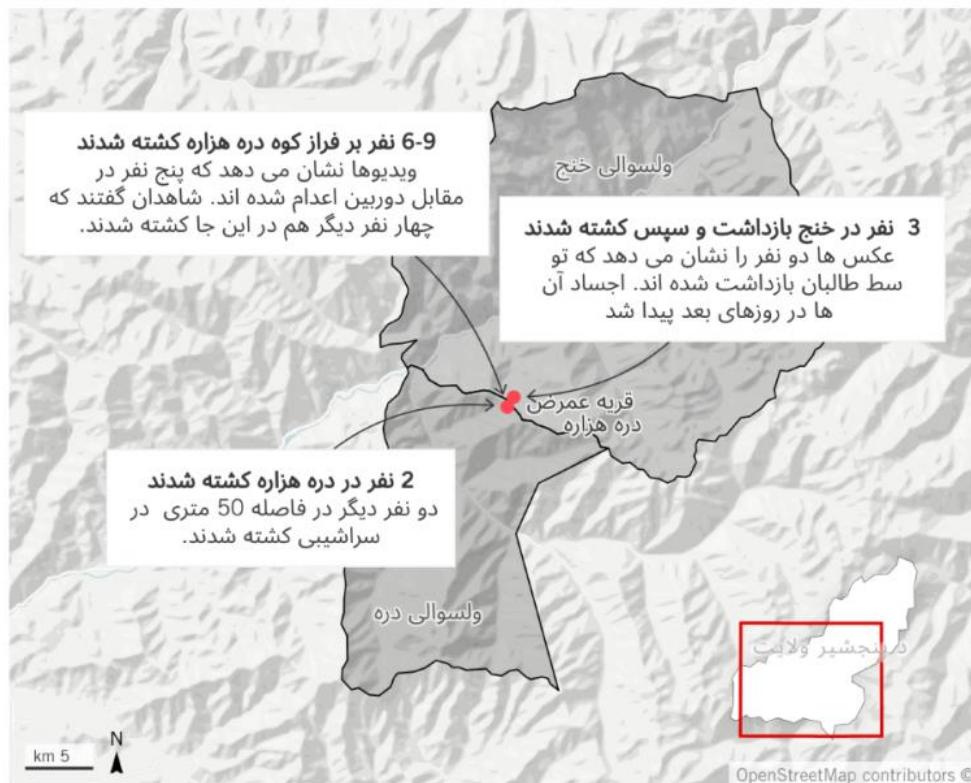 ولسوالی خنج
6-9 نفر بر فراز کوه دره هزاره کشته شدند
ویدیوها نشان می دهد که پنج نفر در
مقابل دوربین اعدام شده اند. شاهدان گفتند که
چهار نفر دیگر هم در این جا کشته شدند.
3 نفر در خنج بازداشت و سپس کشته شدند
عکس ها دو نفر را نشان می دهد که تو
سط طالبان بازداشت شده اند. اجساد آن
ها در روزهای بعد پیدا شد
قریه عمرض
دره هزاره
2 نفر در دره هزاره کشته شدند
دو نفر دیگر در فاصله 50 متری در
سراشیبی کشته شدند.
ولسوالی دره
د پنجشیر ولایت
km 5
N
OpenStreetMap contributors ©